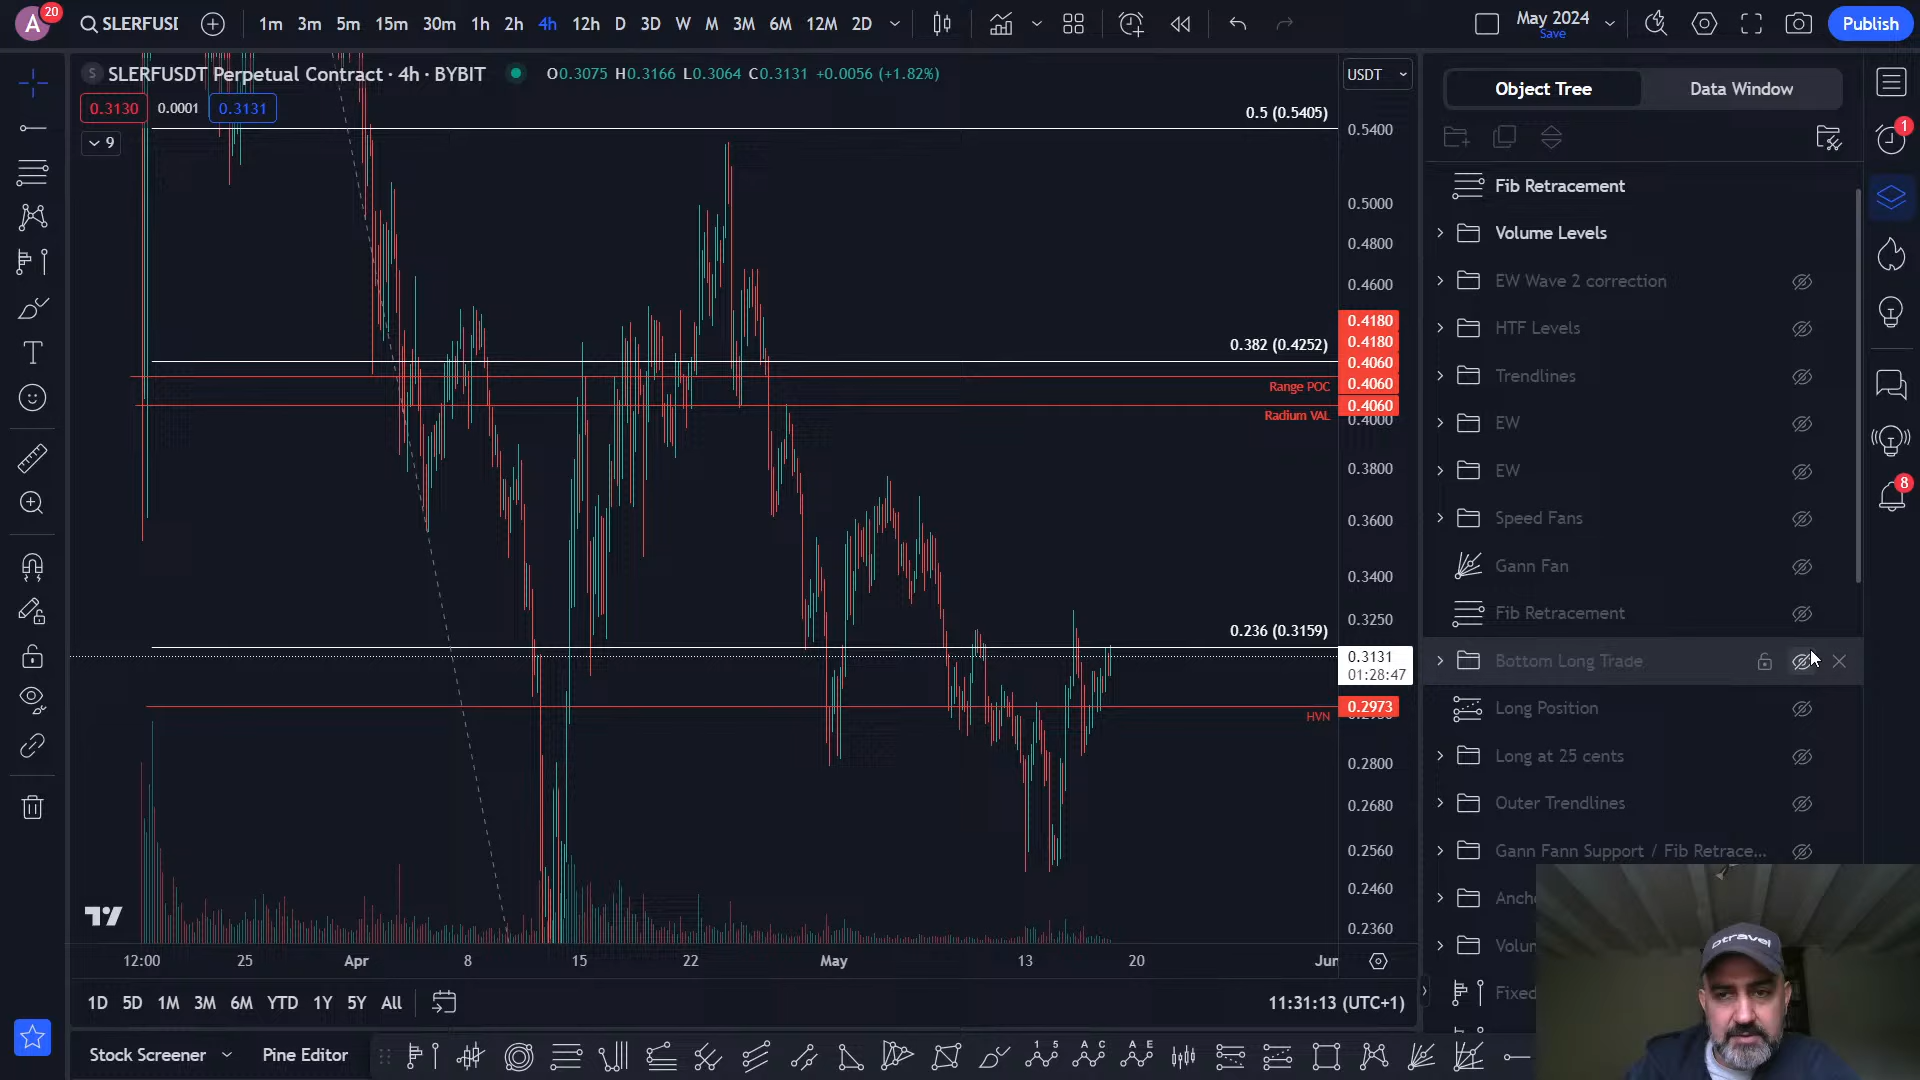 A
20
SLERFUSI
1m 3m 5m 15m 30m 1h 2h 4h 12h D 3D W M 3M 6M 12M 2D
May 2024
Save
Publish
S SLERFUSDT Perpetual Contract · 4h · BYBIT
O0.3075 H0.3166 L0.3064 C0.3131 +0.0056 (+1.82%)
USDT
0.3130 0.0001 0.3131
9
0.5 (0.5405)
0.5400
0.5000
0.4800
0.4600
0.4180
0.382 (0.4252)
0.4180
0.4060
Range POC
0.4060
0.4060
Radium VAL
0.4000
0.3800
0.3600
0.3400
0.3250
0.236 (0.3159)
0.3131
01:28:47
0.2973
HVN
0.2800
0.2680
0.2560
0.2460
0.2360
12:00 25 Apr 8 15 22 May 13 20 Jun
1D 5D 1M 3M 6M YTD 1Y 5Y All
11:31:13 (UTC+1)
Stock Screener
Pine Editor
Object Tree
Data Window
Fib Retracement
Volume Levels
EW Wave 2 correction
HTF Levels
Trendlines
EW
EW
Speed Fans
Gann Fan
Fib Retracement
Bottom Long Trade
Long Position
Long at 25 cents
Outer Trendlines
Gann Fann Support / Fib Retrace...
Ancho
Volun
Fixed
1
8
otravel